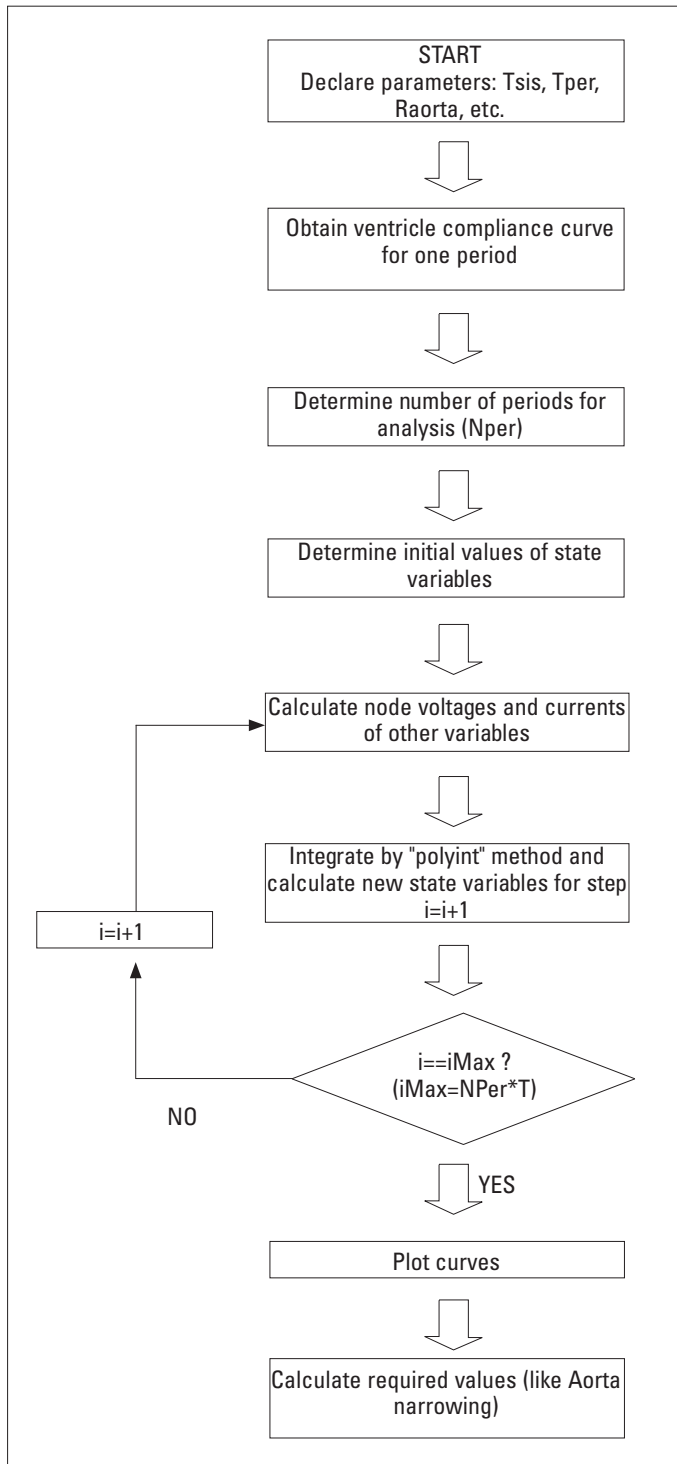 START
Declare parameters: Tsis, Tper,
Raorta, etc.
Obtain ventricle compliance curve
for one period
Determine number of periods for
analysis (Nper)
Determine initial values of state
variables
Calculate node voltages and currents
of other variables
Integrate by "polyint" method and
calculate new state variables for step
i=i+1
i=i+1
i==iMax ?
(iMax=NPer*T)
NO
YES
Plot curves
Calculate required values (like Aorta
narrowing)